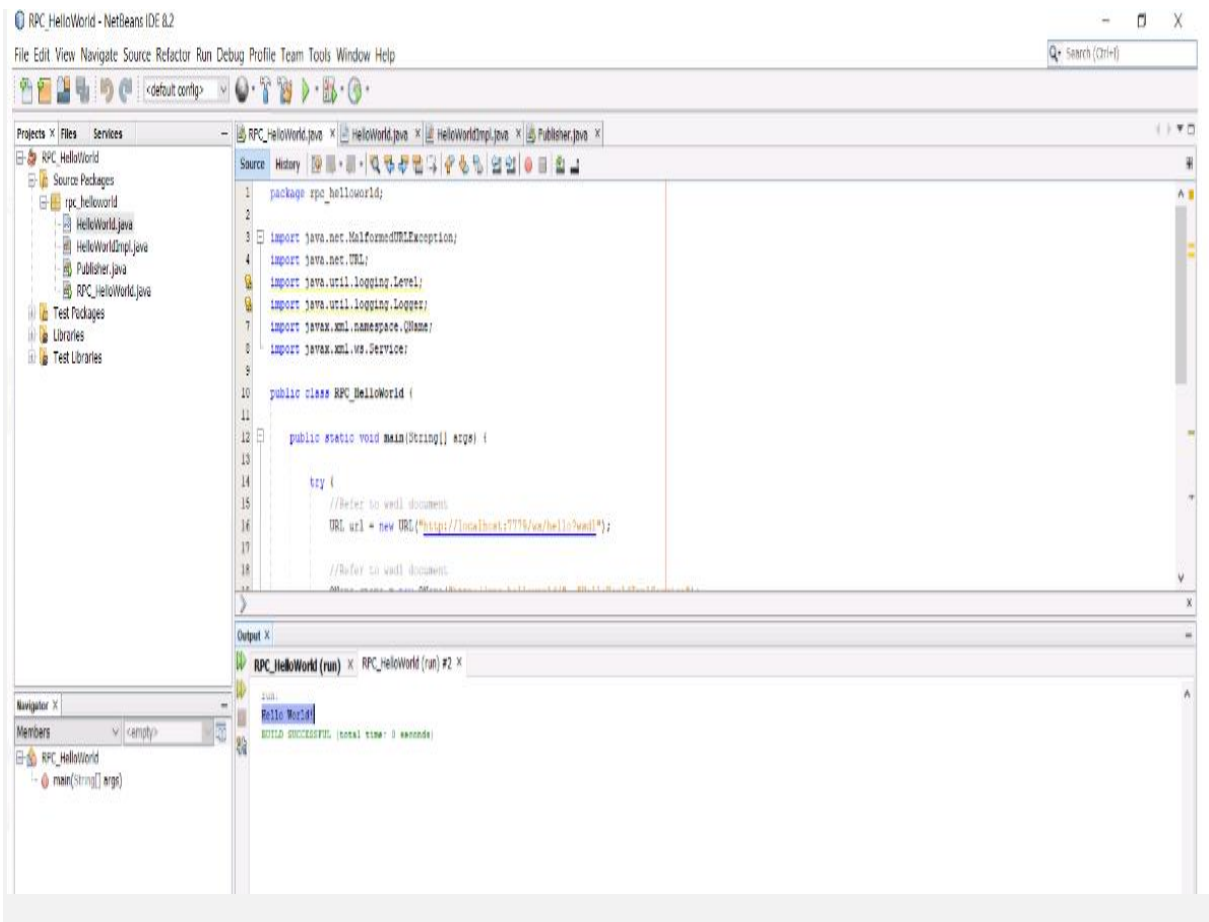 RPC_HelloWorld - NetBeans IDE 8.2
File Edit View Navigate Source Refactor Run Debug Profile Team Tools Window Help
Search (Ctrl+I)
<default config>
Projects Files Services
RPC_HelloWorld
Source Packages
rpc_helloworld
HelloWorld.java
HelloWorldImpl.java
Publisher.java
RPC_HelloWorld.java
Test Packages
Libraries
Test Libraries
RPC_HelloWorld.java HelloWorld.java HelloWorldImpl.java Publisher.java
Source History
1 package rpc_helloworld;
2
3 import java.net.MalformedURLException;
4 import java.net.URL;
import java.util.logging.Level;
import java.util.logging.Logger;
7 import javax.xml.namespace.QName;
8 import javax.xml.ws.Service;
9
10 public class RPC_HelloWorld {
11
12 public static void main(String[] args) {
13
14 try {
15 //Refer to wsdl document
16 URL url = new URL("http://localhost:7779/ws/hello?wsdl");
17
18 //Refer to wsdl document
Output
RPC_HelloWorld (run) RPC_HelloWorld (run) #2
run:
Hello World!
BUILD SUCCESSFUL (total time: 0 seconds)
Navigator
Members <empty>
RPC_HelloWorld
main(String[] args)